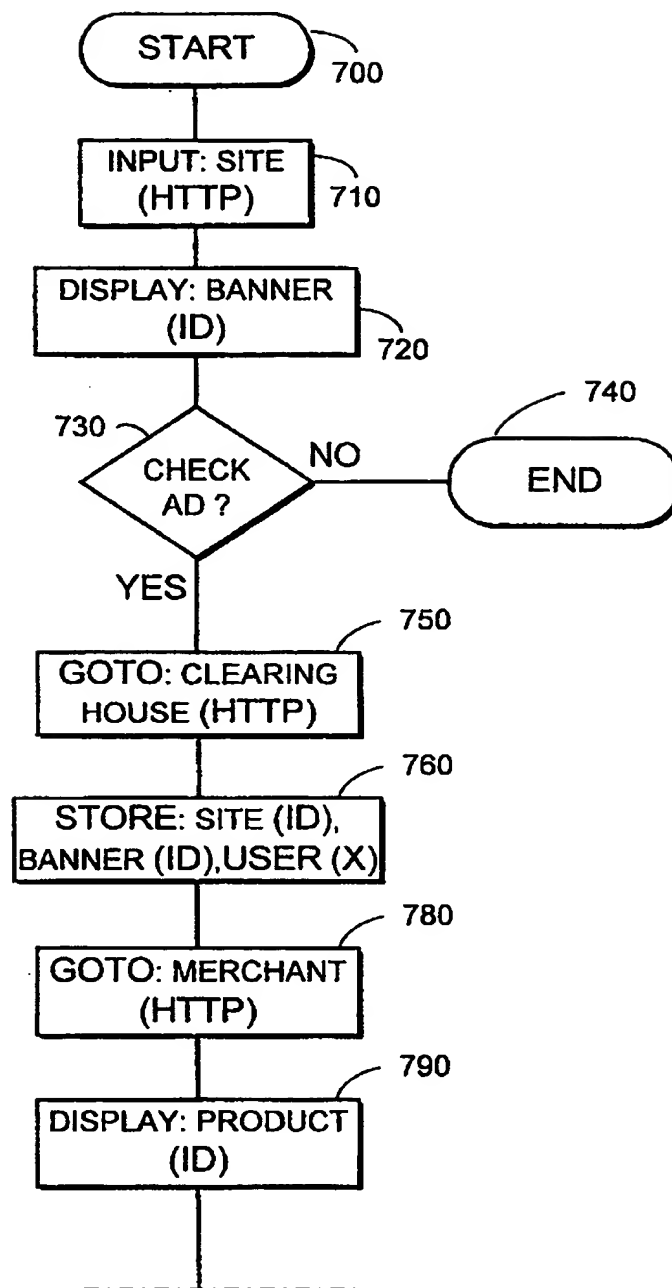 START
700
INPUT: SITE
(HTTP)
710
DISPLAY: BANNER
(ID)
720
730
CHECK
AD ?
NO
740
END
YES
750
GOTO: CLEARING
HOUSE (HTTP)
760
STORE: SITE (ID),
BANNER (ID), USER (X)
780
GOTO: MERCHANT
(HTTP)
790
DISPLAY: PRODUCT
(ID)